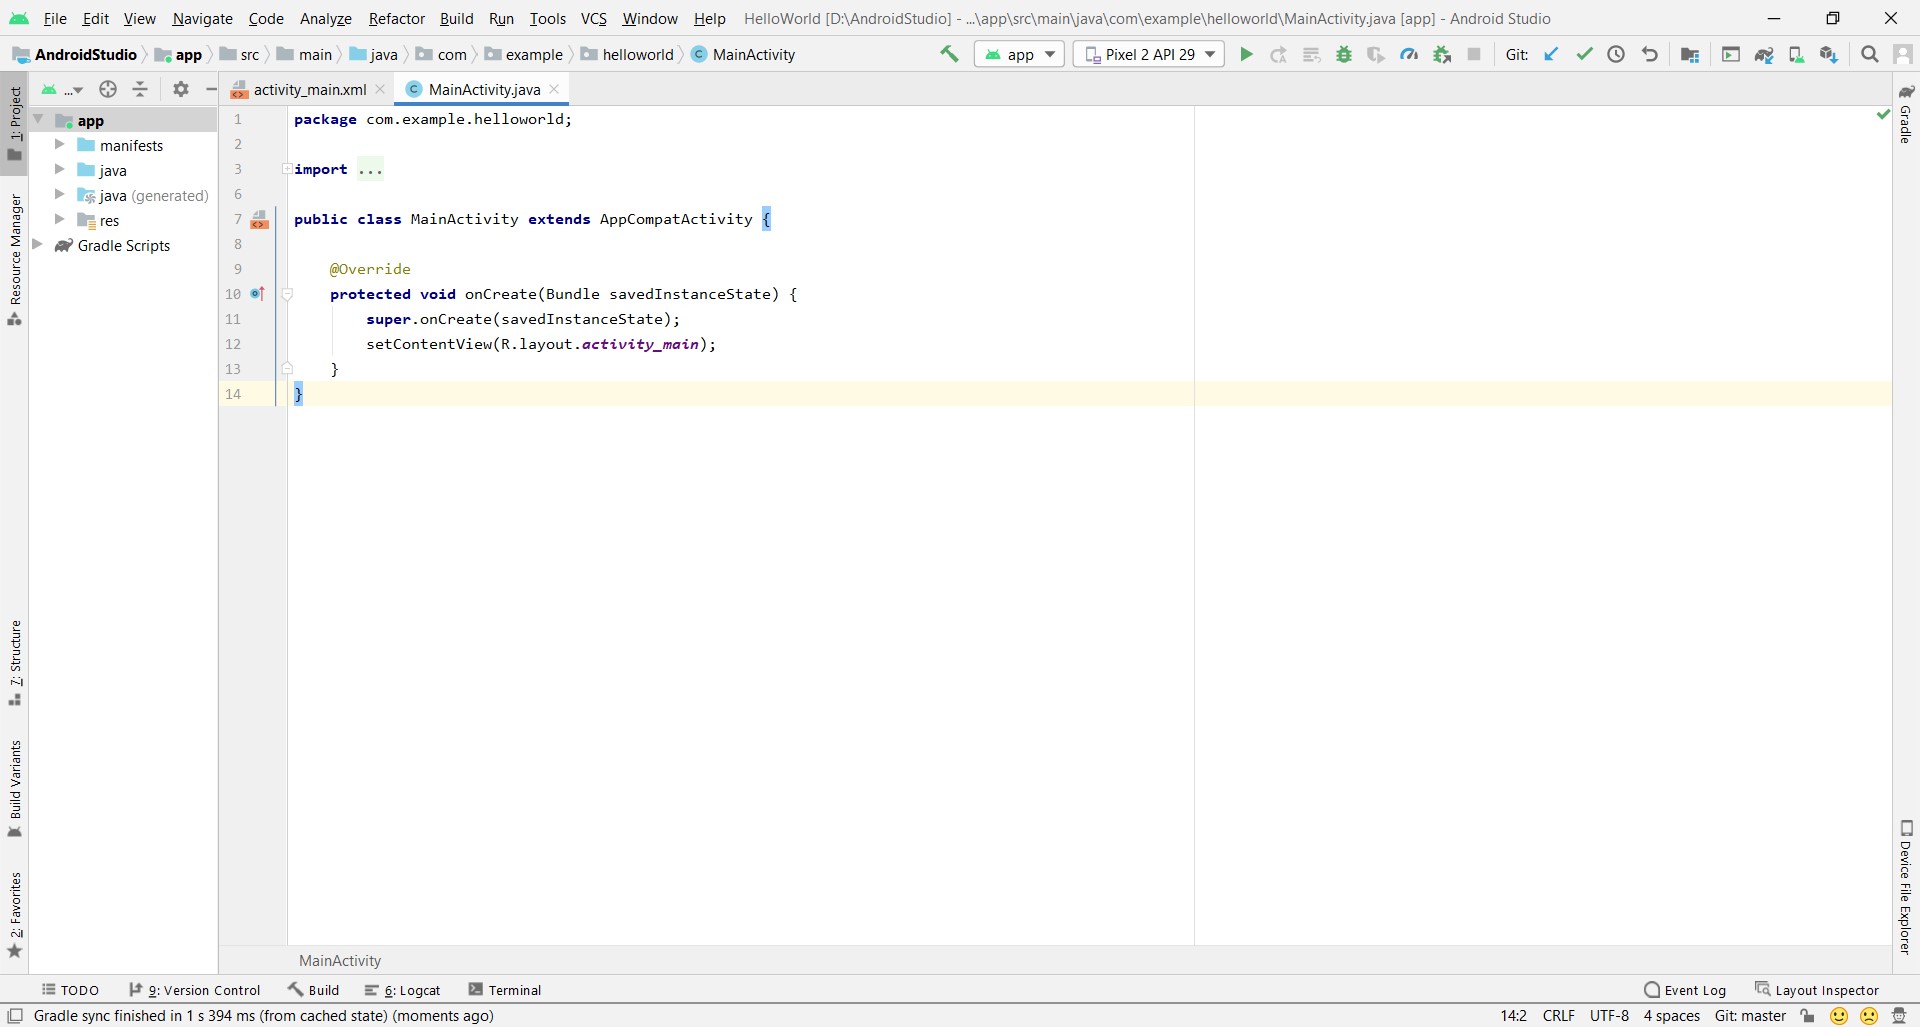 File Edit View Navigate Code Analyze Refactor Build Run Tools VCS Window Help HelloWorld [D:\AndroidStudio] - ...\app\src\main\java\com\example\helloworld\MainActivity.java [app] - Android Studio
AndroidStudio app src main java com example helloworld C MainActivity app Pixel 2 API 29 Git:
... activity_main.xml C MainActivity.java
1: Project
Resource Manager
7: Structure
Build Variants
2: Favorites
app
manifests
java
java (generated)
res
Gradle Scripts
1 package com.example.helloworld;
2
3 import ...
6
7 public class MainActivity extends AppCompatActivity {
8
9 @Override
10 protected void onCreate(Bundle savedInstanceState) {
11 super.onCreate(savedInstanceState);
12 setContentView(R.layout.activity_main);
13 }
14 }
Gradle
Device File Explorer
MainActivity
TODO 9: Version Control Build 6: Logcat Terminal Event Log Layout Inspector
Gradle sync finished in 1 s 394 ms (from cached state) (moments ago) 14:2 CRLF UTF-8 4 spaces Git: master